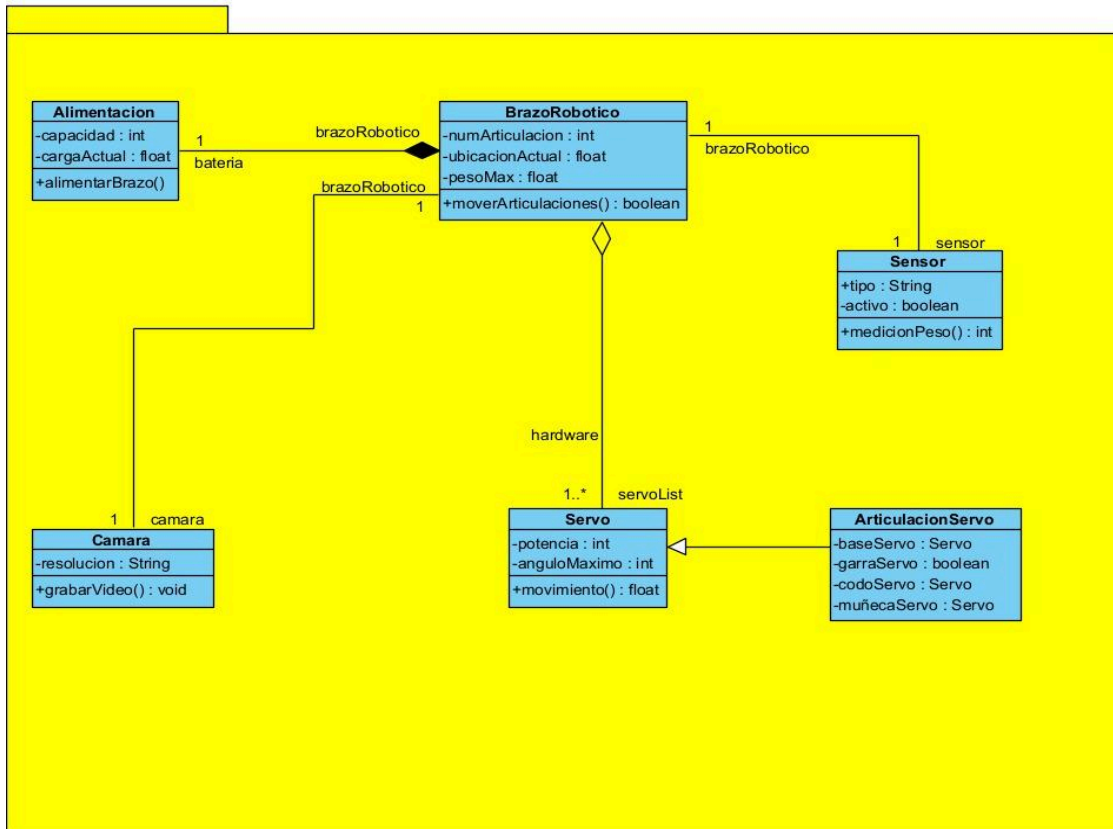 Alimentacion
-capacidad : int
-cargaActual : float
+alimentarBrazo()
1
bateria
brazoRobotico
BrazoRobotico
-numArticulacion : int
-ubicacionActual : float
-pesoMax : float
+moverArticulaciones() : boolean
1
brazoRobotico
brazoRobotico
1
1
sensor
Sensor
+tipo : String
-activo : boolean
+medicionPeso() : int
hardware
1..*
servoList
1
camara
Camara
-resolucion : String
+grabarVideo() : void
Servo
-potencia : int
-anguloMaximo : int
+movimiento() : float
ArticulacionServo
-baseServo : Servo
-garraServo : boolean
-codoServo : Servo
-muñecaServo : Servo